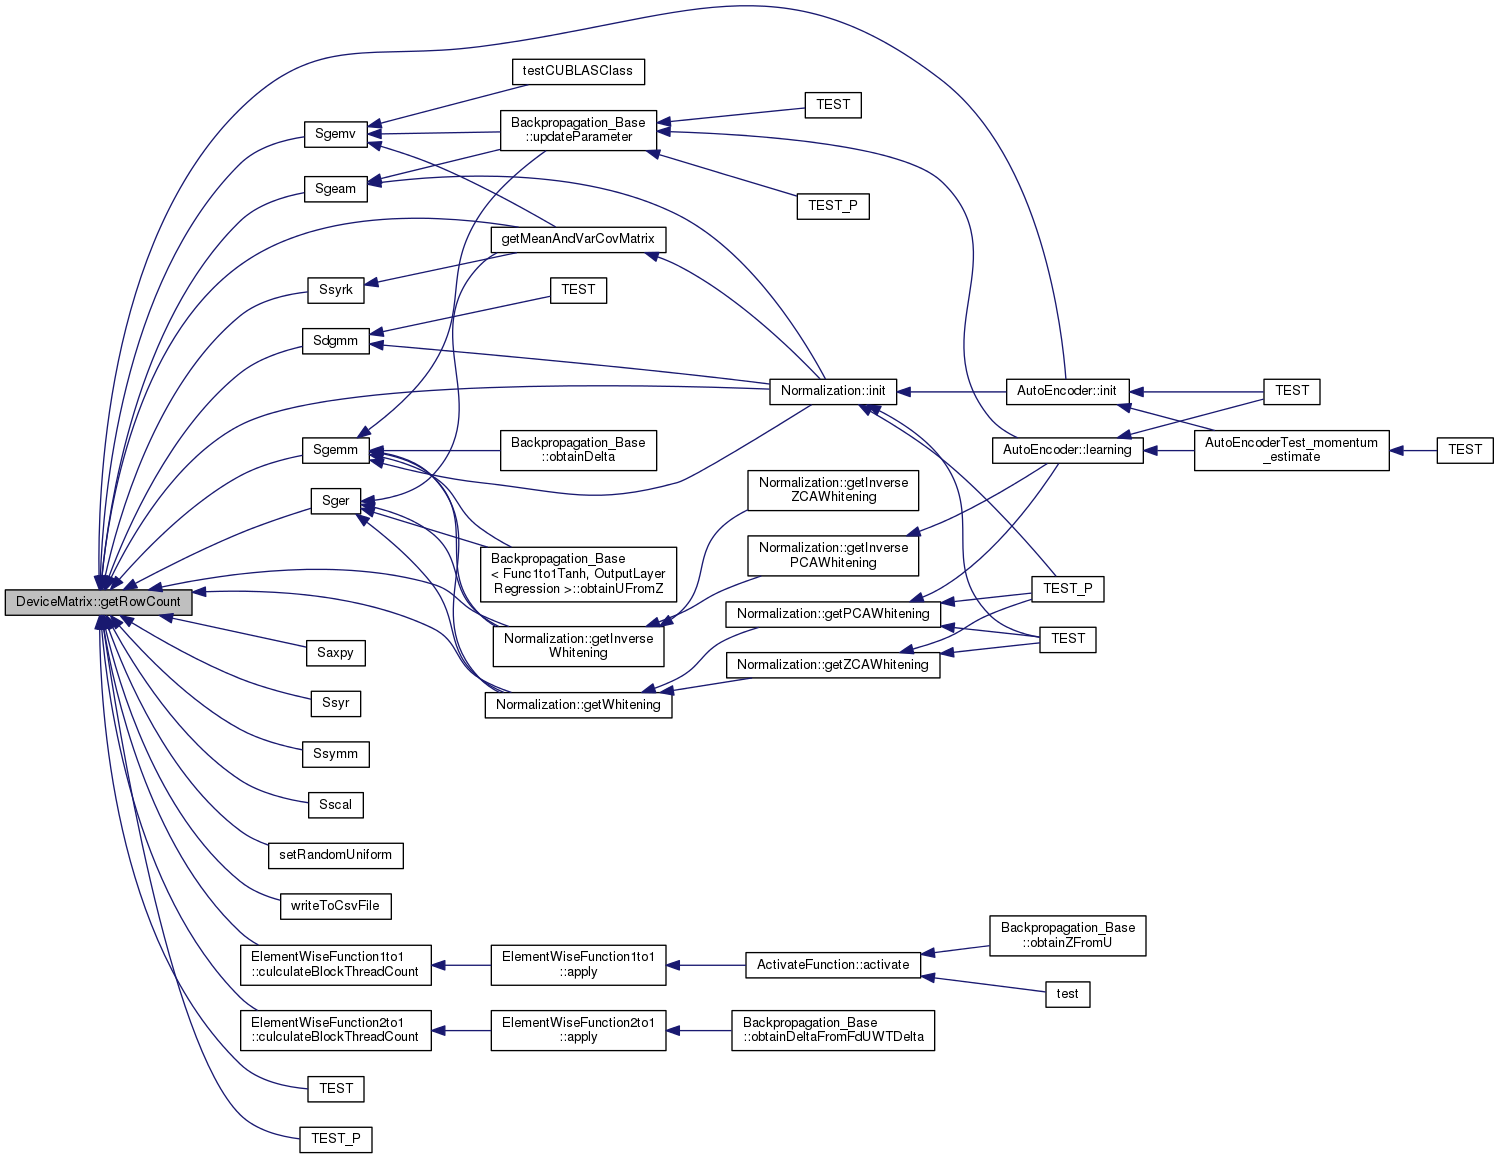 testCUBLASClass
Sgemv
Backpropagation_Base
::updateParameter
TEST
Sgeam
TEST_P
getMeanAndVarCovMatrix
Ssyrk
TEST
Sdgmm
Normalization::init
AutoEncoder::init
TEST
Sgemm
Backpropagation_Base
::obtainDelta
AutoEncoder::learning
AutoEncoderTest_momentum
_estimate
TEST
Sger
Normalization::getInverse
ZCAWhitening
Normalization::getInverse
PCAWhitening
Backpropagation_Base
< Func1to1Tanh, OutputLayer
Regression >::obtainUFromZ
TEST_P
DeviceMatrix::getRowCount
Normalization::getPCAWhitening
Normalization::getInverse
Whitening
TEST
Saxpy
Normalization::getZCAWhitening
Ssyr
Normalization::getWhitening
Ssymm
Sscal
setRandomUniform
writeToCsvFile
Backpropagation_Base
::obtainZFromU
ElementWiseFunction1to1
::culculateBlockThreadCount
ElementWiseFunction1to1
::apply
ActivateFunction::activate
test
ElementWiseFunction2to1
::culculateBlockThreadCount
ElementWiseFunction2to1
::apply
Backpropagation_Base
::obtainDeltaFromFdUWTDelta
TEST
TEST_P